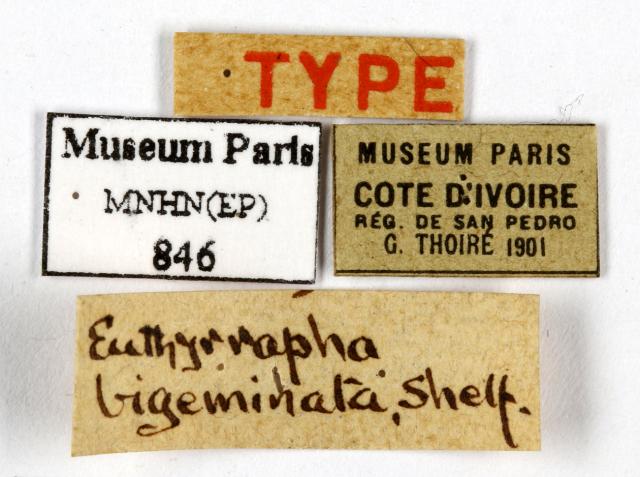 TYPE
Museum Paris
MNHN(EP)
846
MUSEUM PARIS
COTE D'IVOIRE
RÉG. DE SAN PEDRO
G. THOIRÉ 1901
Euthyrrapha
bigeminata, Shelf.